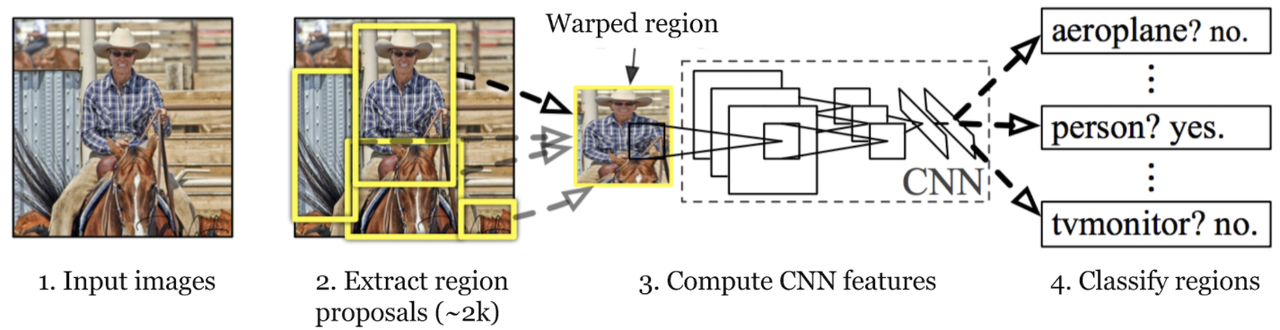 Warped region
aeroplane? no.
person? yes.
CNN
tvmonitor? no.
1. Input images
2. Extract region
proposals (~2k)
3. Compute CNN features
4. Classify regions